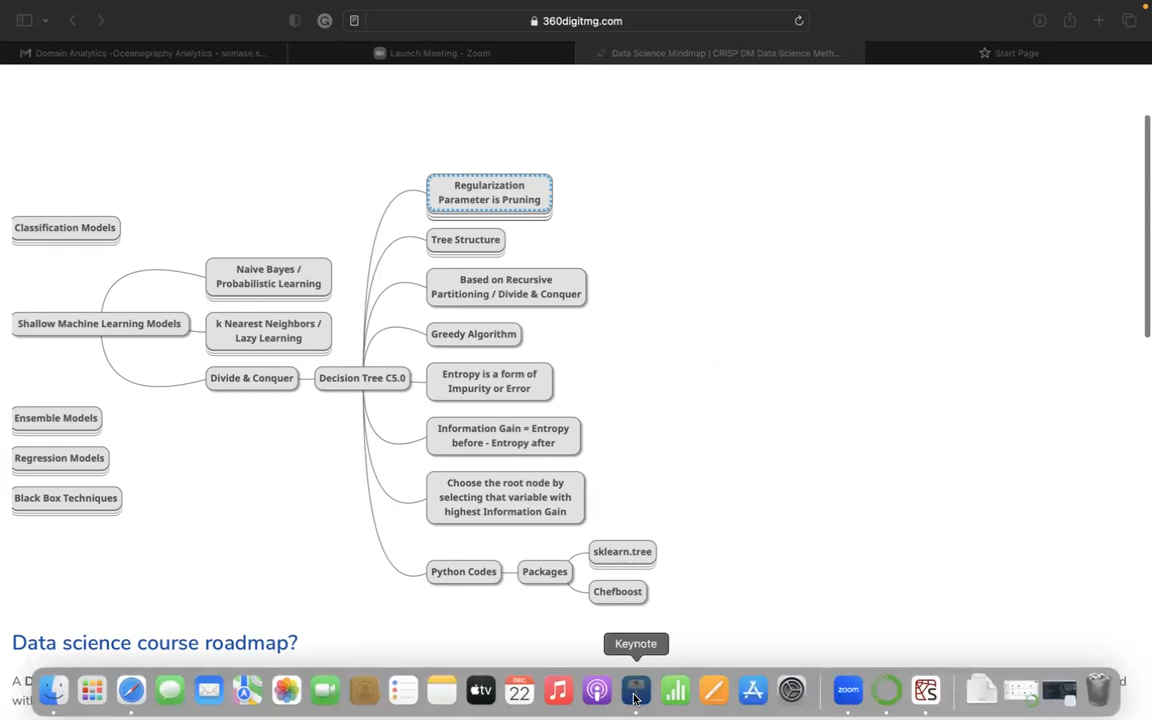 360digitmg.com
Domain Analytics -Oceanography Analytics - somase.s...
Launch Meeting - Zoom
Data Science Mindmap | CRISP DM Data Science Meth...
Start Page
Regularization
Parameter is Pruning
Classification Models
Tree Structure
Naive Bayes /
Probabilistic Learning
Based on Recursive
Partitioning / Divide & Conquer
Shallow Machine Learning Models
k Nearest Neighbors /
Lazy Learning
Greedy Algorithm
Divide & Conquer
Decision Tree C5.0
Entropy is a form of
Impurity or Error
Ensemble Models
Information Gain = Entropy
before - Entropy after
Regression Models
Black Box Techniques
Choose the root node by
selecting that variable with
highest Information Gain
sklearn.tree
Python Codes
Packages
Chefboost
Data science course roadmap?
Keynote
A D
d
with
DEC
22
tv
zoom